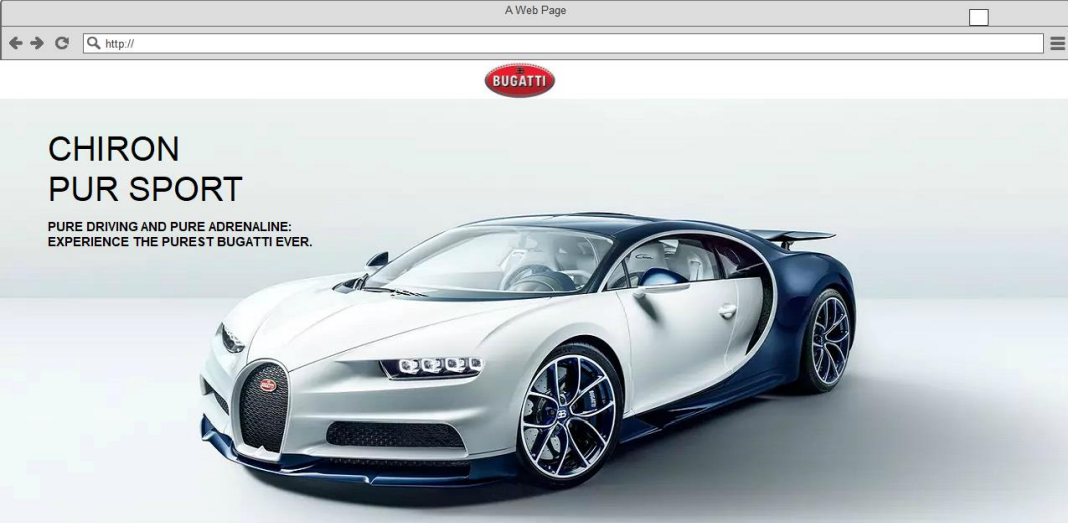 A Web Page
http://
BUGATTI
CHIRON
PUR SPORT
PURE DRIVING AND PURE ADRENALINE:
EXPERIENCE THE PUREST BUGATTI EVER.